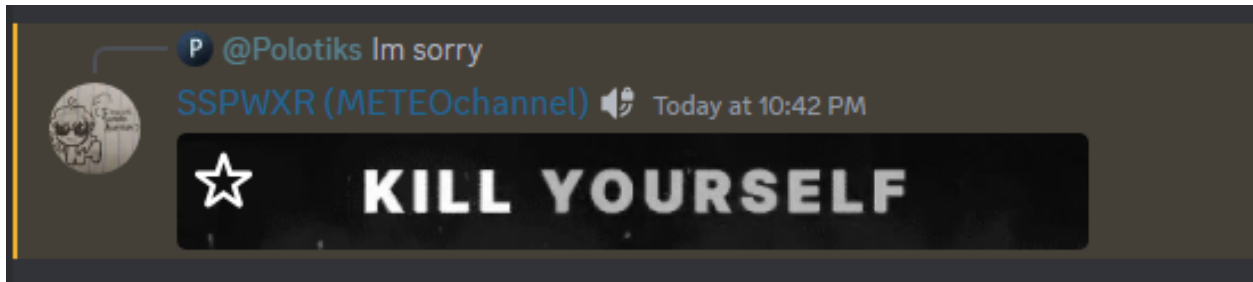 P @Polotiks Im sorry
SSPWXR (METEOchannel) Today at 10:42 PM
KILL YOURSELF